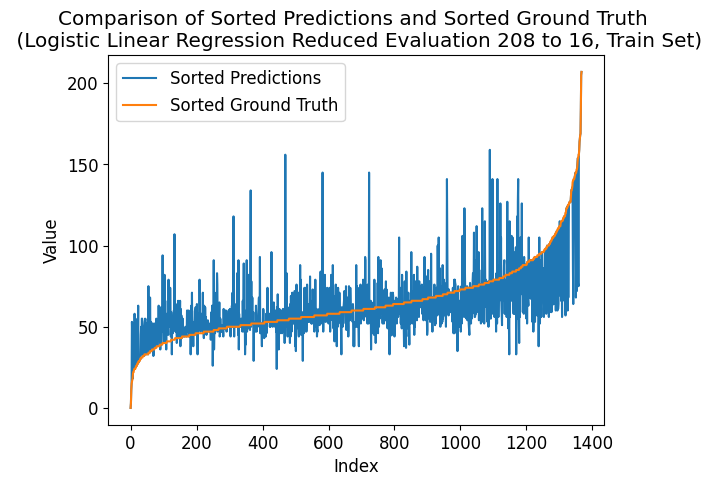 Comparison of Sorted Predictions and Sorted Ground Truth
(Logistic Linear Regression Reduced Evaluation 208 to 16, Train Set)
Sorted Predictions
Sorted Ground Truth
200
150
100
50
0
Value
0 200 400 600 800 1000 1200 1400
Index